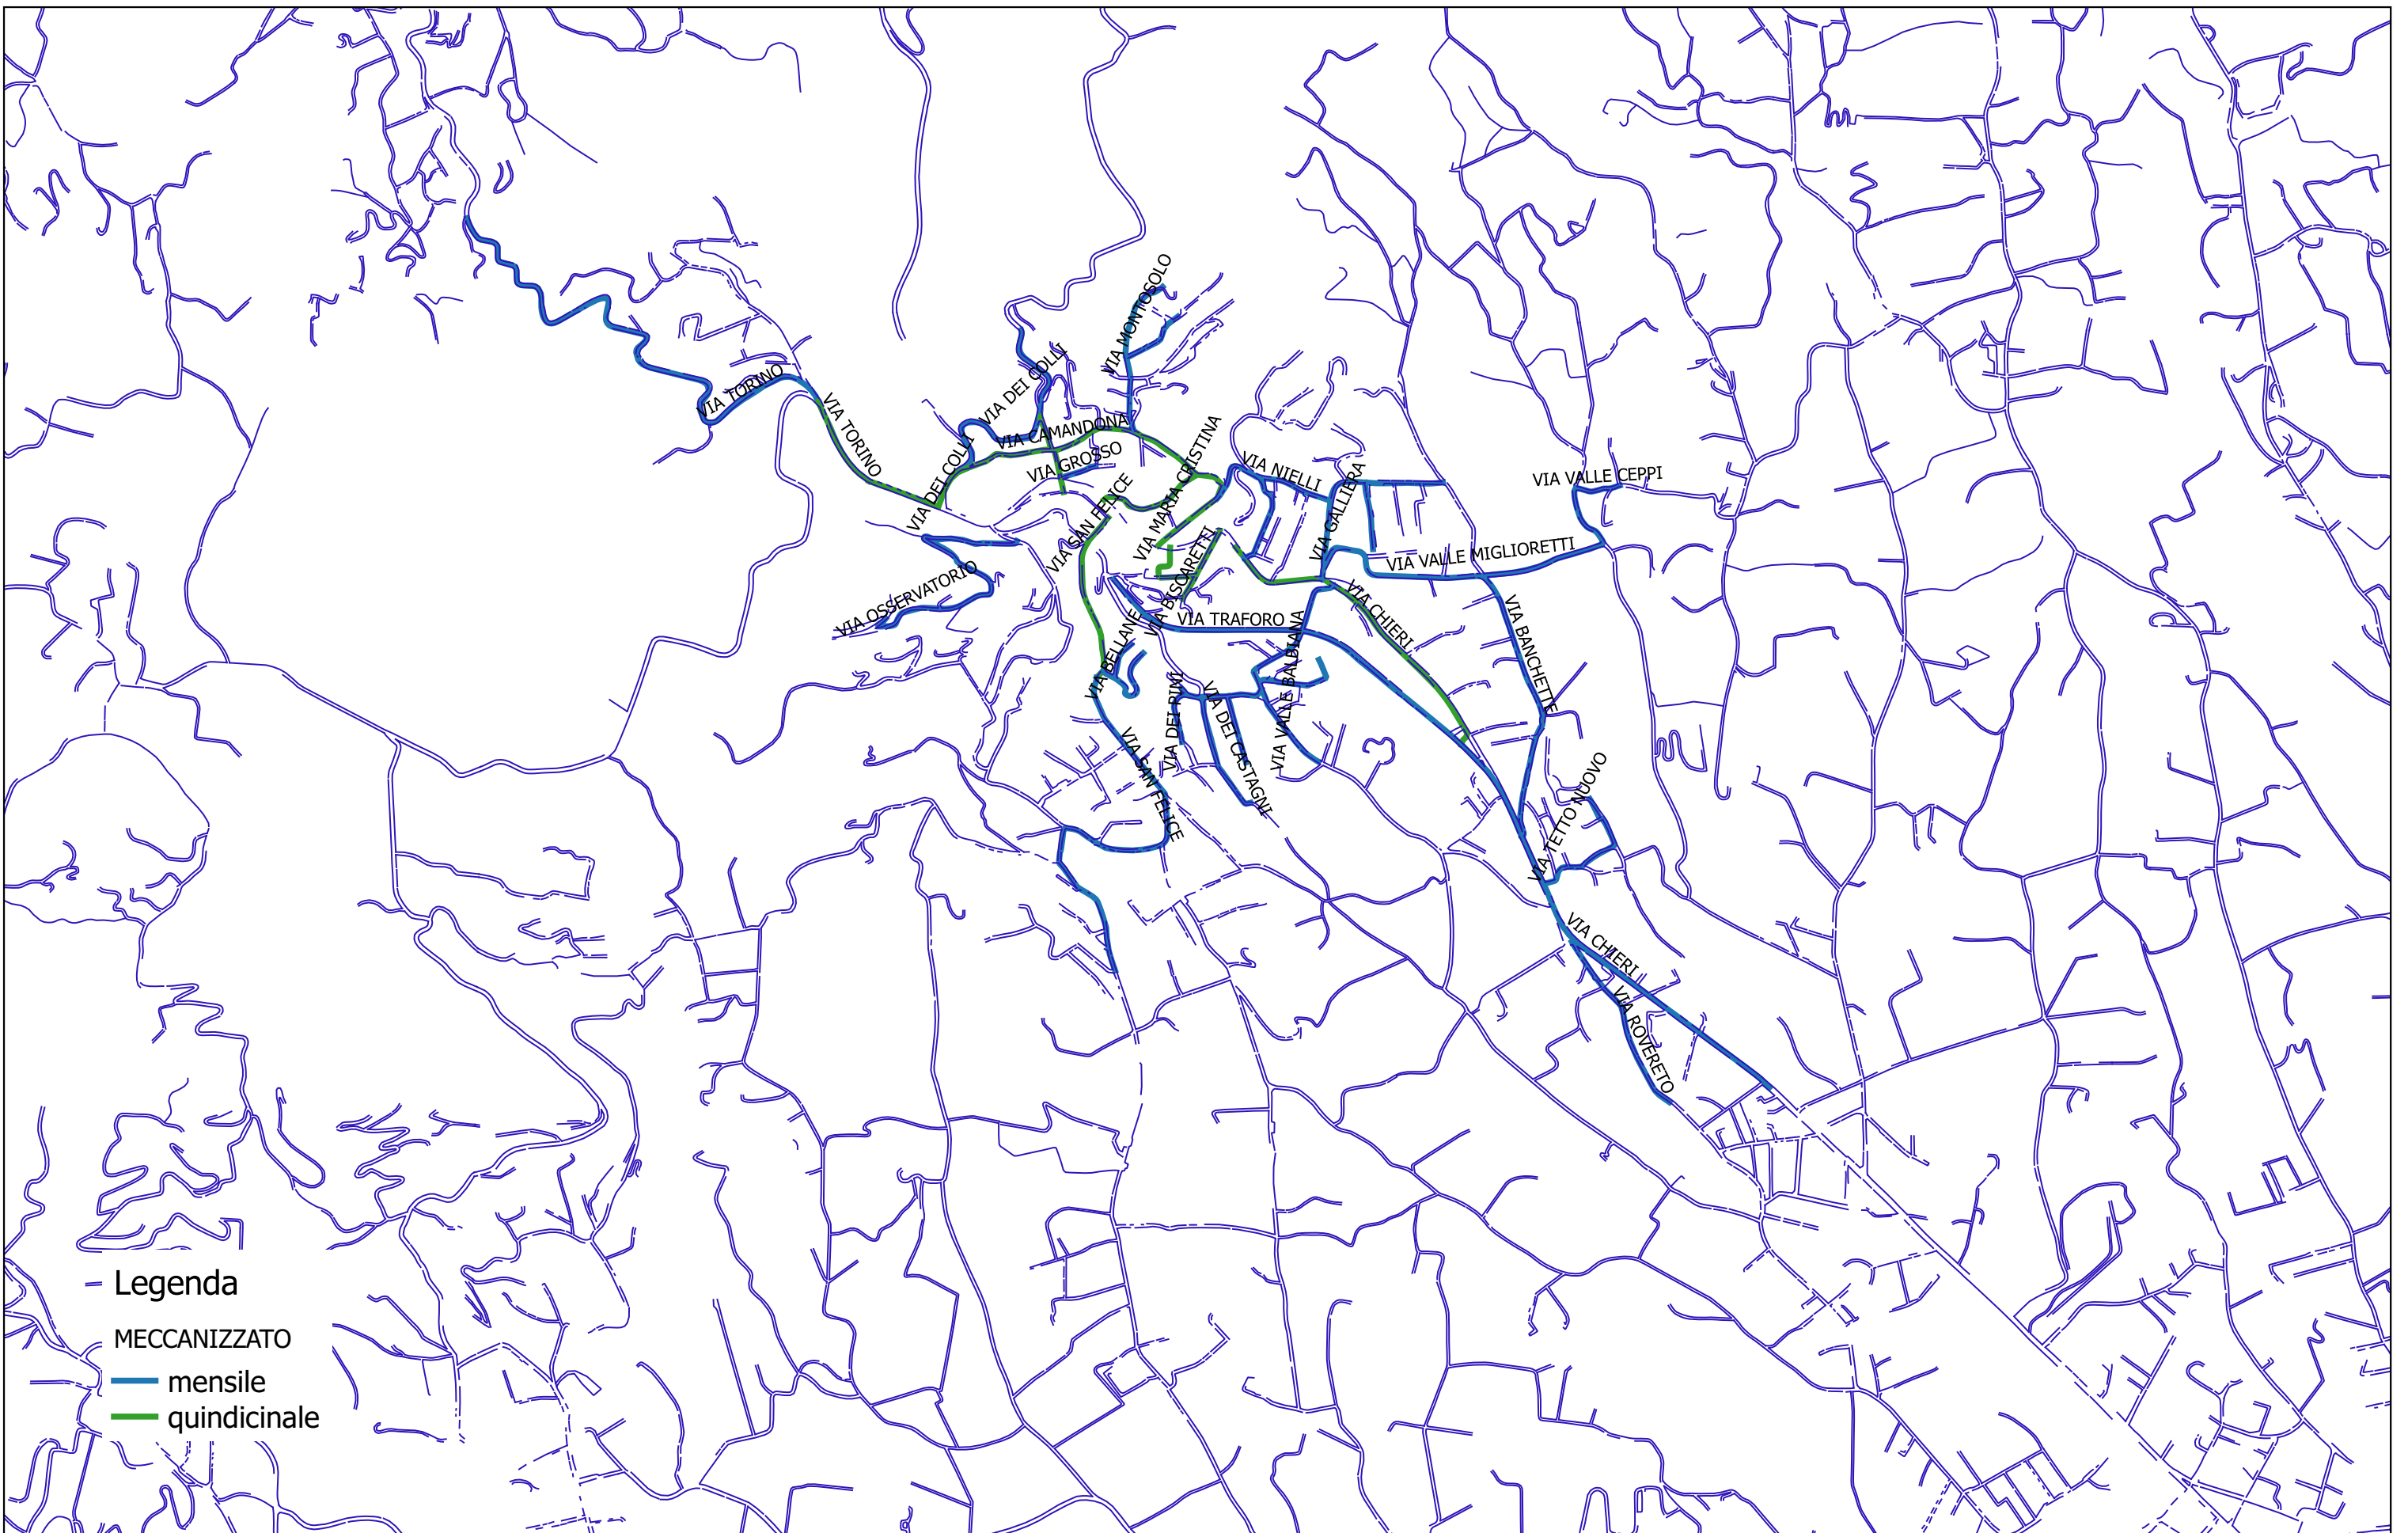 VIA MONTOSOLO
VIA DEI COLLI
VIA TORINO
VIA TORINO
VIA CAMANDONA
VIA MARIA CRISTINA
VIA DEI COLLI
VIA GROSSO
VIA NIELLI
VIA GALLIERA
VIA VALLE CEPPI
VIA SAN FELICE
VIA BISCARETTI
VIA VALLE MIGLIORETTI
VIA OSSERVATORIO
VIA CHIERI
VIA BELLANE
VIA TRAFORO
VIA BANCHETTE
VIA VALLE BALBIANA
VIA DEI PINI
VIA DEI CASTAGNI
VIA SAN FELICE
VIA TETTO NUOVO
VIA CHIERI
VIA ROVERETO
Legenda
MECCANIZZATO
mensile
quindicinale